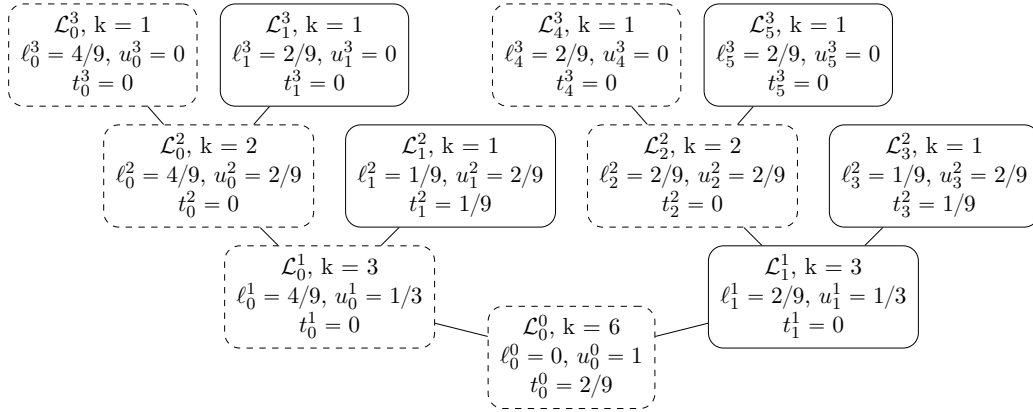 𝓛₀³, k = 1
ℓ₀³ = 4/9, u₀³ = 0
t₀³ = 0
𝓛₁³, k = 1
ℓ₁³ = 2/9, u₁³ = 0
t₁³ = 0
𝓛₄³, k = 1
ℓ₄³ = 2/9, u₄³ = 0
t₄³ = 0
𝓛₅³, k = 1
ℓ₅³ = 2/9, u₅³ = 0
t₅³ = 0
𝓛₀², k = 2
ℓ₀² = 4/9, u₀² = 2/9
t₀² = 0
𝓛₁², k = 1
ℓ₁² = 1/9, u₁² = 2/9
t₁² = 1/9
𝓛₂², k = 2
ℓ₂² = 2/9, u₂² = 2/9
t₂² = 0
𝓛₃², k = 1
ℓ₃² = 1/9, u₃² = 2/9
t₃² = 1/9
𝓛₀¹, k = 3
ℓ₀¹ = 4/9, u₀¹ = 1/3
t₀¹ = 0
𝓛₁¹, k = 3
ℓ₁¹ = 2/9, u₁¹ = 1/3
t₁¹ = 0
𝓛₀⁰, k = 6
ℓ₀⁰ = 0, u₀⁰ = 1
t₀⁰ = 2/9